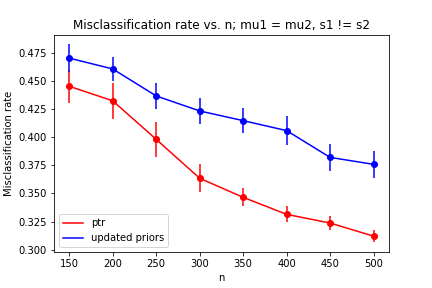 Misclassification rate vs. n; mu1 = mu2, s1 != s2
Misclassification rate
0.475
0.450
0.425
0.400
0.375
0.350
0.325
0.300
ptr
updated priors
150 200 250 300 350 400 450 500
n